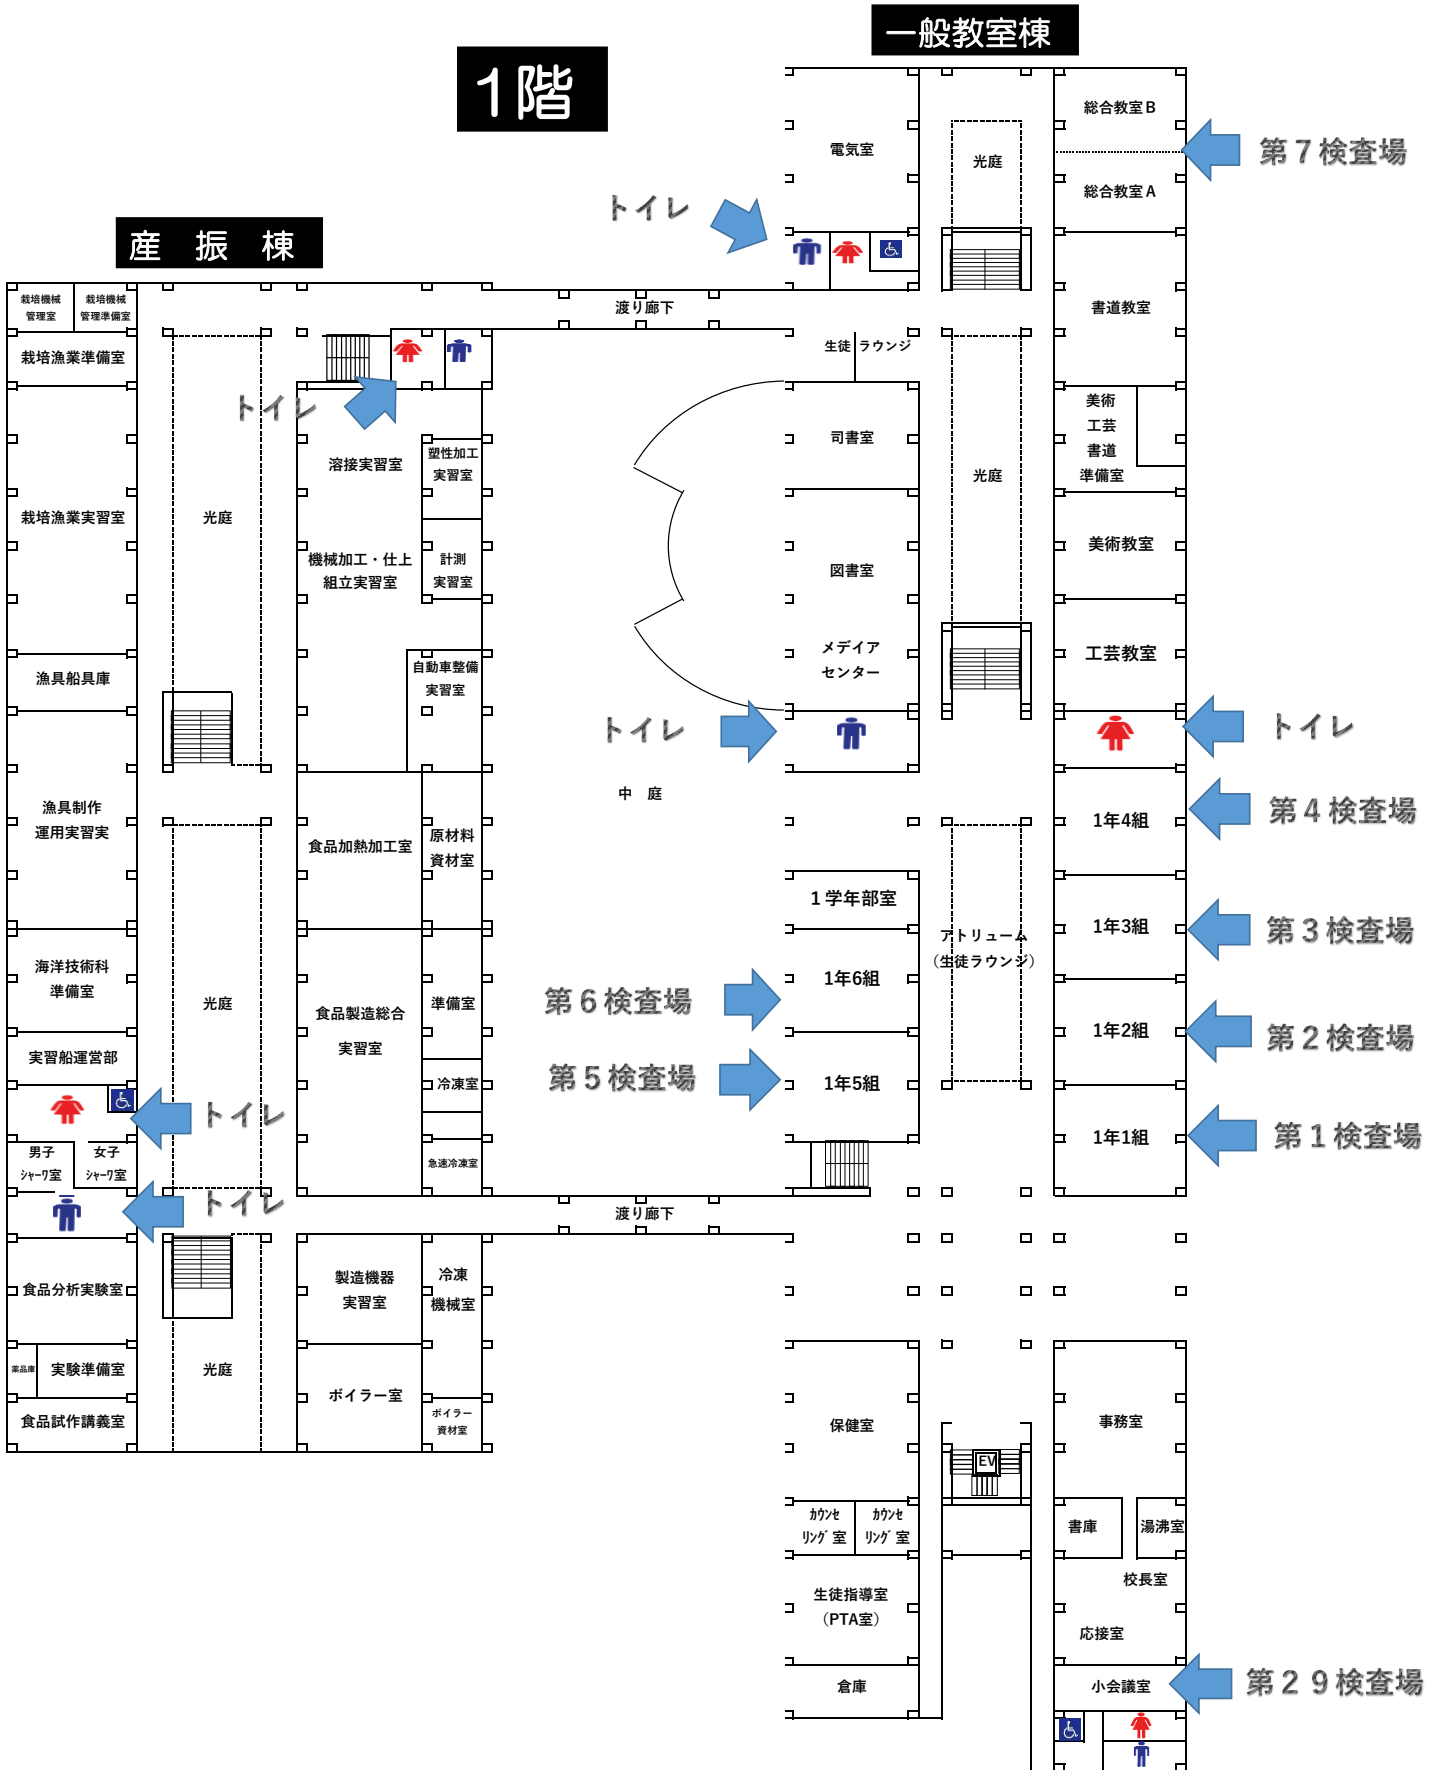 一般教室棟
1階
総合教室B
第７検査場
電気室
光庭
総合教室A
トイレ
産　振　棟
栽培機械
管理室
栽培機械
管理準備室
渡り廊下
書道教室
生徒 ラウンジ
栽培漁業準備室
トイレ
美術
工芸
書道
準備室
司書室
溶接実習室
塑性加工
実習室
光庭
栽培漁業実習室
光庭
機械加工・仕上
組立実習室
計測
実習室
美術教室
図書室
メデイア
センター
工芸教室
漁具船具庫
自動車整備
実習室
トイレ
トイレ
中　庭
漁具制作
運用実習実
1年4組
第４検査場
食品加熱加工室
原材料
資材室
１学年部室
1年3組
第３検査場
アトリューム
（生徒ラウンジ）
海洋技術科
準備室
1年6組
第６検査場
光庭
食品製造総合
実習室
準備室
1年2組
第２検査場
実習船運営部
冷凍室
1年5組
第５検査場
トイレ
1年1組
第１検査場
男子
ｼｬｰﾜ室
女子
ｼｬｰﾜ室
急速冷凍室
トイレ
渡り廊下
食品分析実験室
製造機器
実習室
冷凍
機械室
薬品庫
実験準備室
光庭
ボイラー室
食品試作講義室
ボイラー
資材室
保健室
事務室
EV
ｶｳﾝｾ
ﾘﾝｸﾞ室
ｶｳﾝｾ
ﾘﾝｸﾞ室
書庫
湯沸室
校長室
生徒指導室
（PTA室）
応接室
倉庫
小会議室
第２９検査場